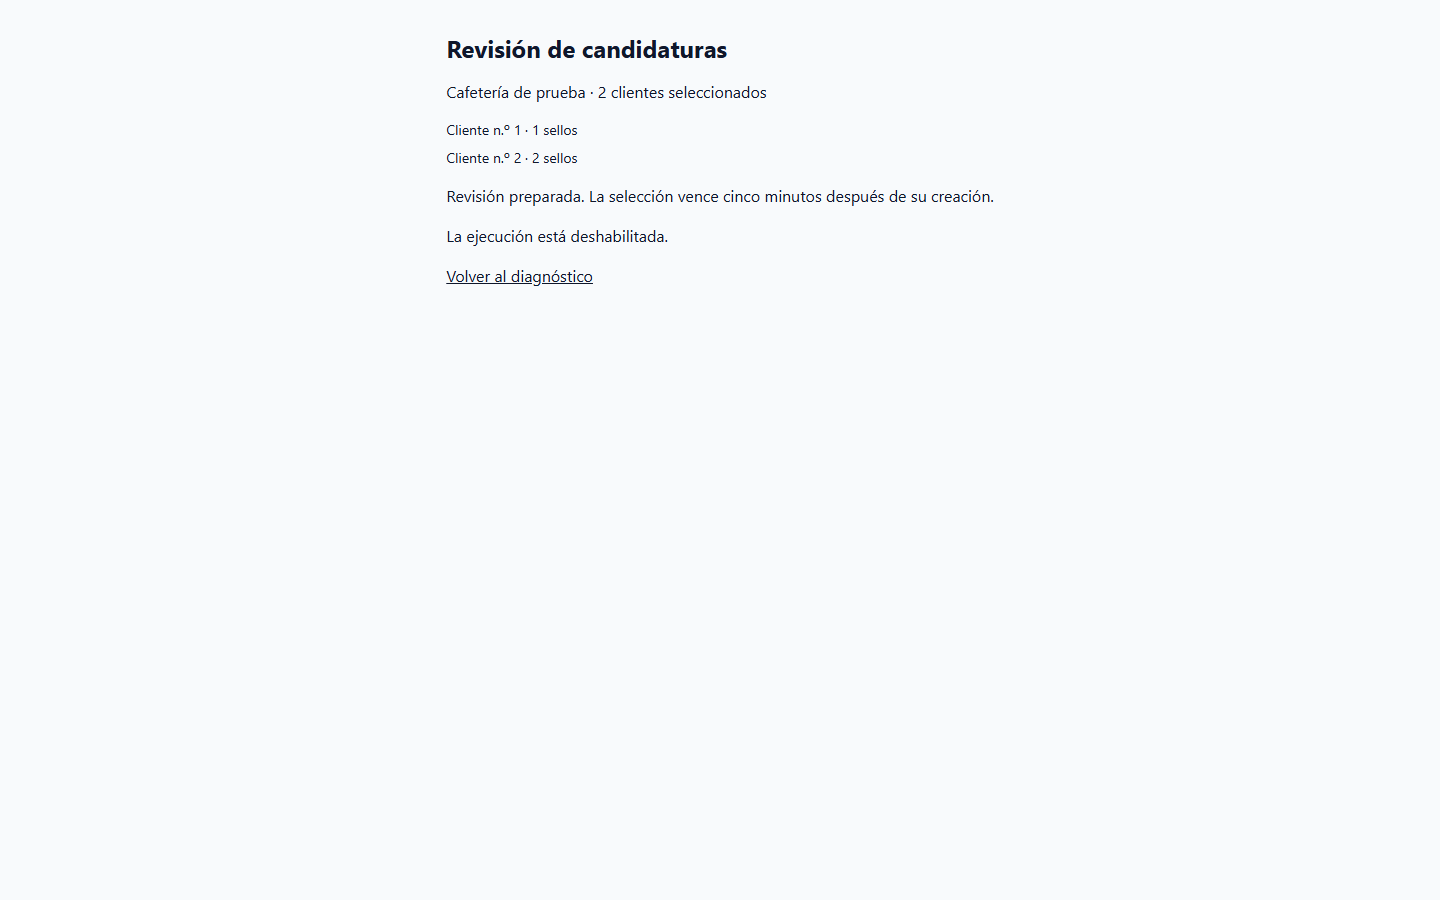 Revisión de candidaturas
Cafetería de prueba · 2 clientes seleccionados
Cliente n.º 1 · 1 sellos
Cliente n.º 2 · 2 sellos
Revisión preparada. La selección vence cinco minutos después de su creación.
La ejecución está deshabilitada.
Volver al diagnóstico